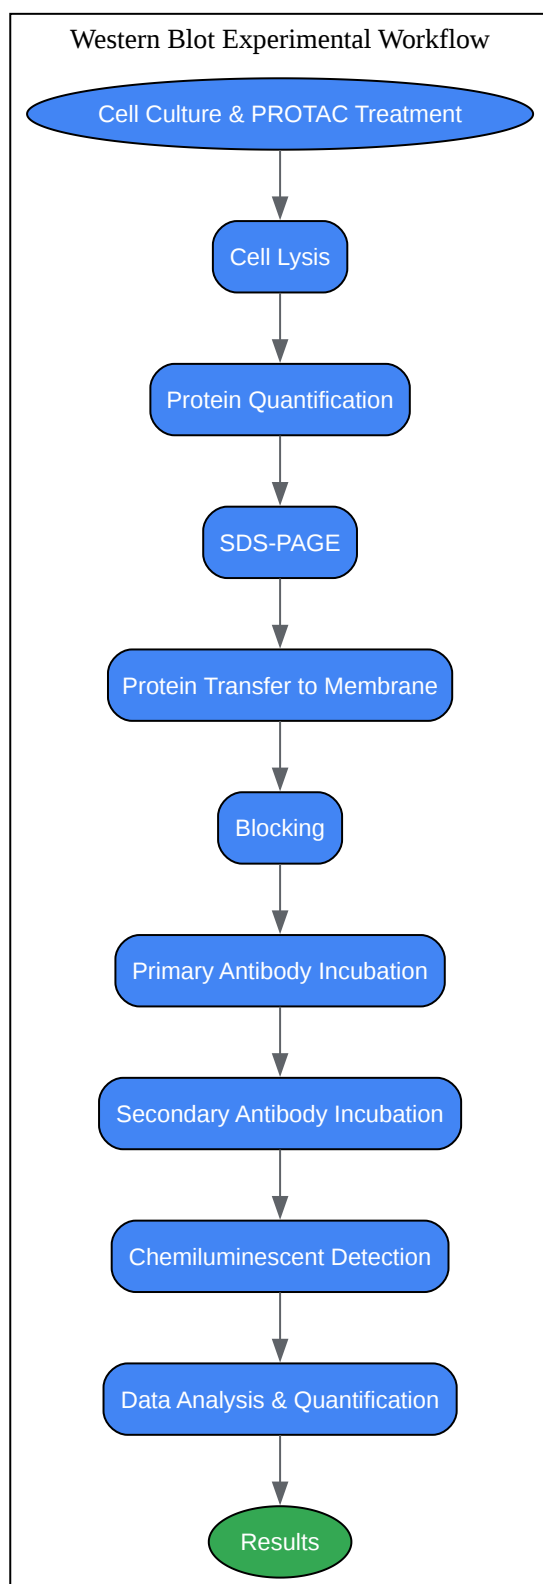 Western Blot Experimental Workflow
Cell Culture & PROTAC Treatment
Cell Lysis
Protein Quantification
SDS-PAGE
Protein Transfer to Membrane
Blocking
Primary Antibody Incubation
Secondary Antibody Incubation
Chemiluminescent Detection
Data Analysis & Quantification
Results